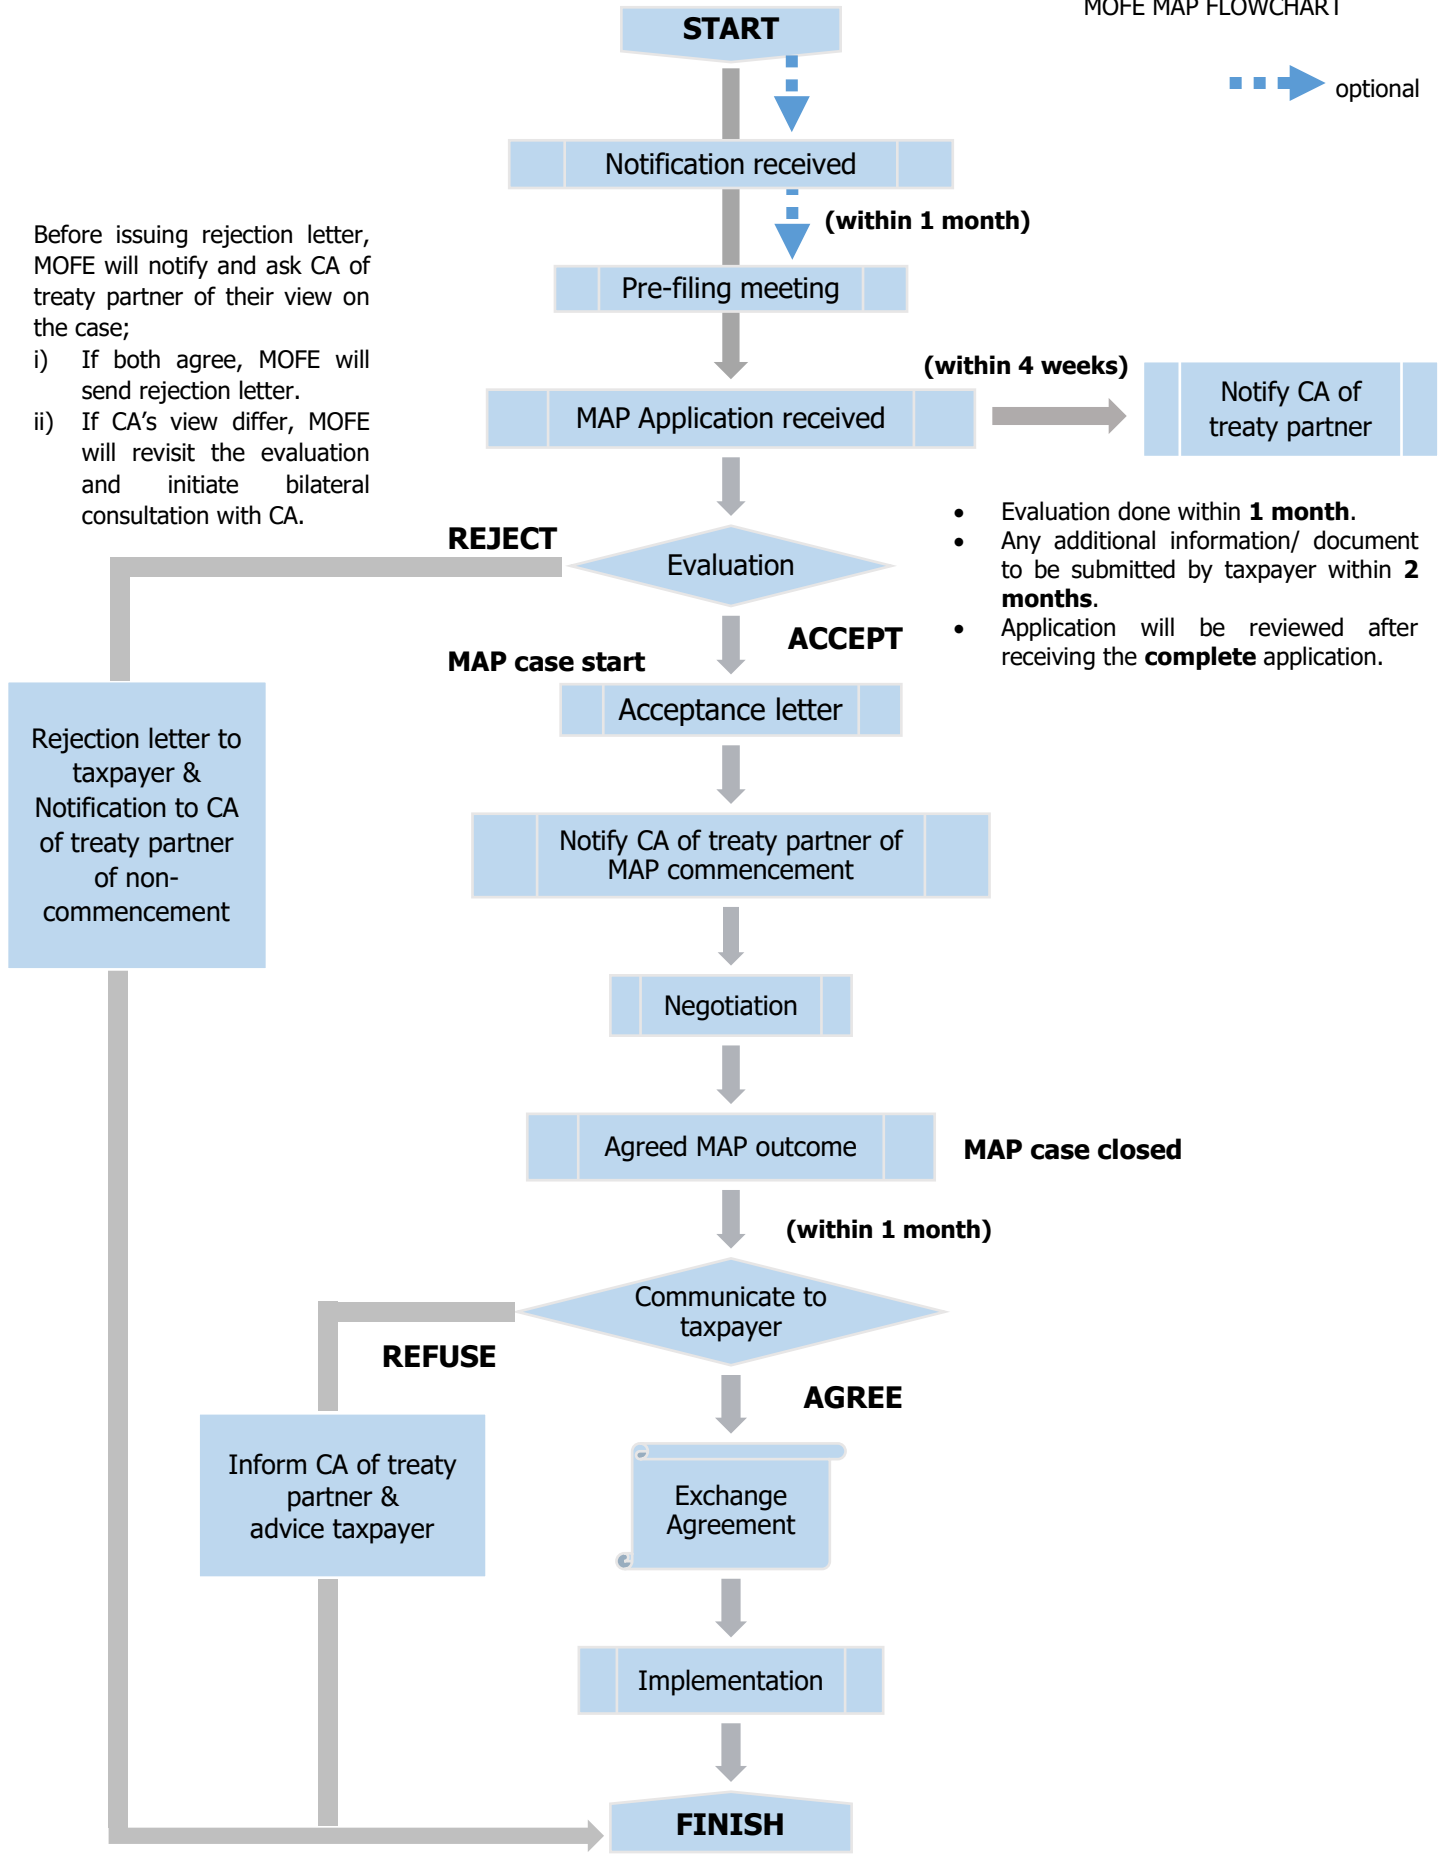 MOFE MAP FLOWCHART
START
optional
Notification received
(within 1 month)
Pre-filing meeting
Before issuing rejection letter,
MOFE will notify and ask CA of
treaty partner of their view on
the case;
i) If both agree, MOFE will
send rejection letter.
ii) If CA's view differ, MOFE
will revisit the evaluation
and initiate bilateral
consultation with CA.
(within 4 weeks)
MAP Application received
Notify CA of
treaty partner
REJECT
Evaluation
• Evaluation done within 1 month.
• Any additional information/ document
to be submitted by taxpayer within 2
months.
• Application will be reviewed after
receiving the complete application.
ACCEPT
MAP case start
Acceptance letter
Rejection letter to
taxpayer &
Notification to CA
of treaty partner
of non-
commencement
Notify CA of treaty partner of
MAP commencement
Negotiation
Agreed MAP outcome
MAP case closed
(within 1 month)
Communicate to
taxpayer
REFUSE
AGREE
Inform CA of treaty
partner &
advice taxpayer
Exchange
Agreement
Implementation
FINISH